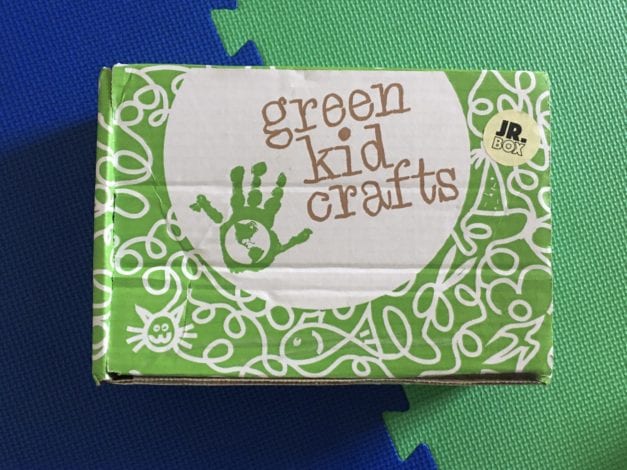 green
kid
crafts
JR.
BOX